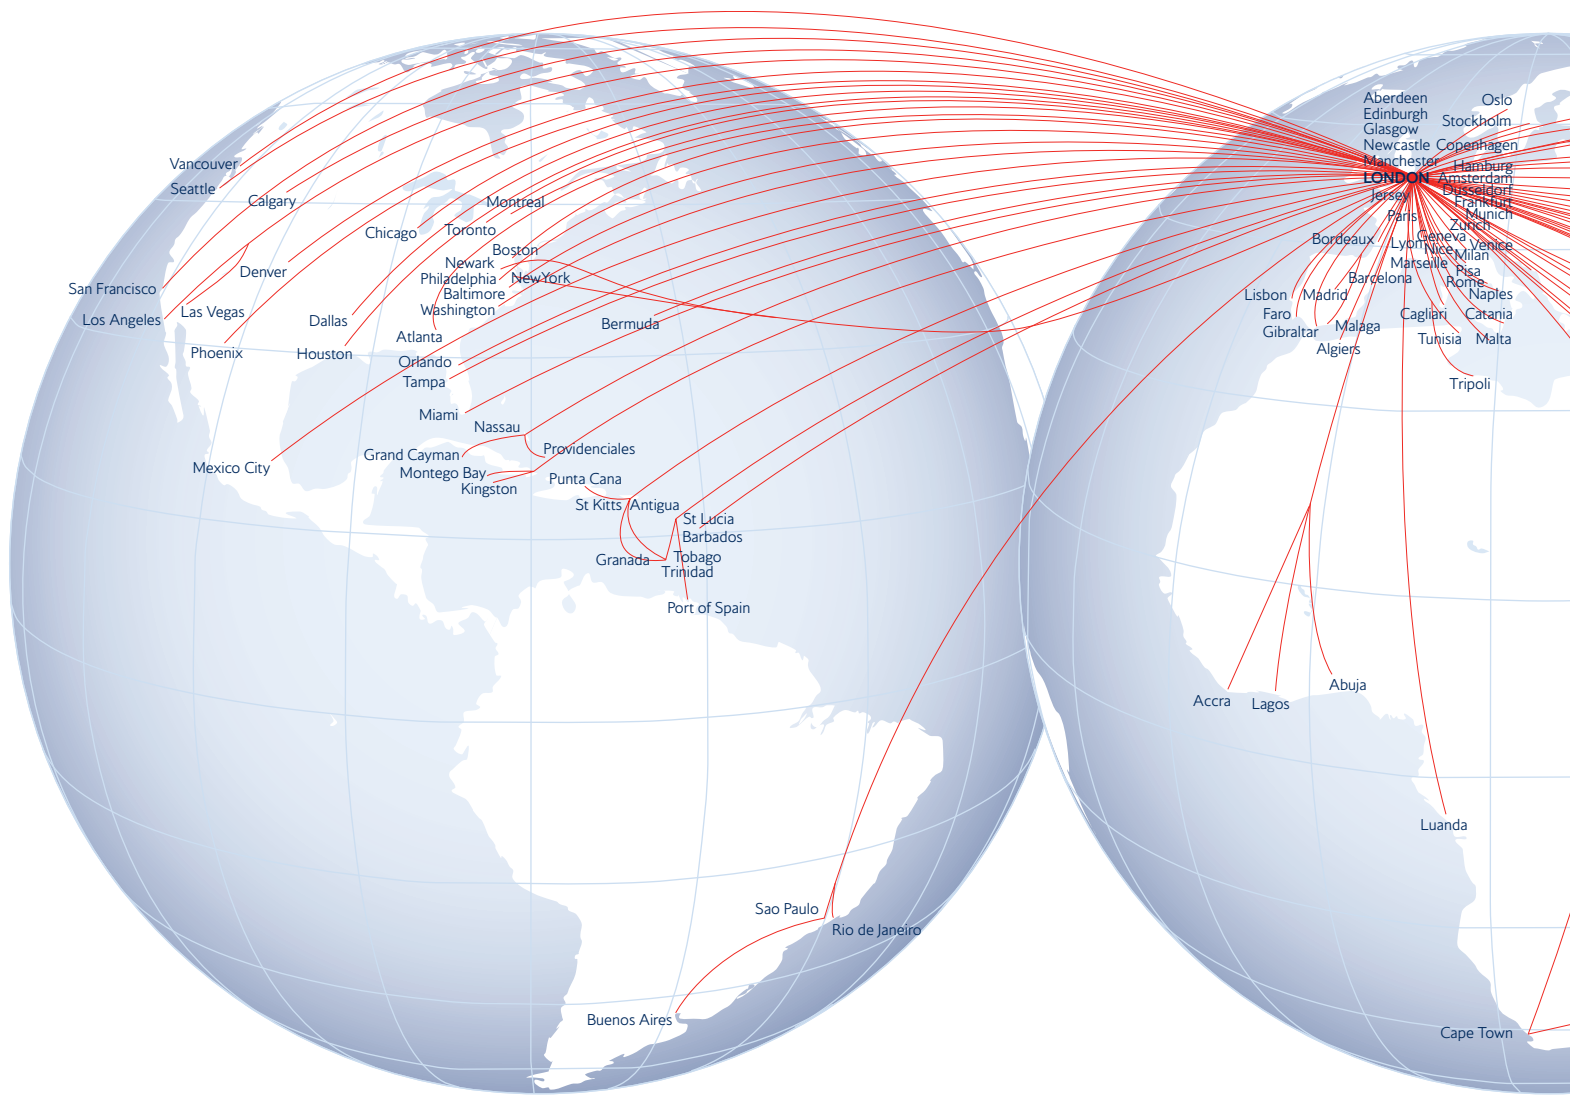 Vancouver
Seattle
Calgary
Montreal
Chicago
Toronto
Boston
Newark
Denver
Philadelphia
NewYork
San Francisco
Baltimore
Las Vegas
Washington
Los Angeles
Dallas
Bermuda
Atlanta
Phoenix
Houston
Orlando
Tampa
Miami
Nassau
Providenciales
Grand Cayman
Mexico City
Montego Bay
Punta Cana
Kingston
St Kitts
Antigua
St Lucia
Barbados
Granada
Tobago
Trinidad
Port of Spain
Sao Paulo
Rio de Janeiro
Buenos Aires
Aberdeen
Oslo
Edinburgh
Stockholm
Glasgow
Newcastle
Copenhagen
Manchester
Hamburg
LONDON
Amsterdam
Dusseldorf
Jersey
Frankfurt
Paris
Munich
Zurich
Bordeaux
Geneva
Lyon
Nice
Venice
Milan
Marseille
Pisa
Barcelona
Rome
Lisbon
Madrid
Naples
Faro
Cagliari
Catania
Gibraltar
Malaga
Tunisia
Malta
Algiers
Tripoli
Abuja
Accra
Lagos
Luanda
Cape Town